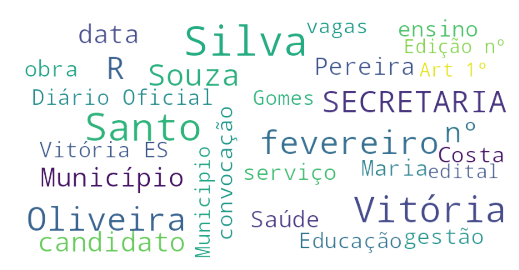 vagas
ensino
data
Silva
Edição nº
obra
R
Souza
Pereira
Art 1º
Diário Oficial
Gomes
SECRETARIA
Santo
fevereiro
nº
Vitória ES
convocação
Costa
Município
Municipio
serviço
Maria
edital
Oliveira
Saúde
Vitória
candidato
Educação
gestão